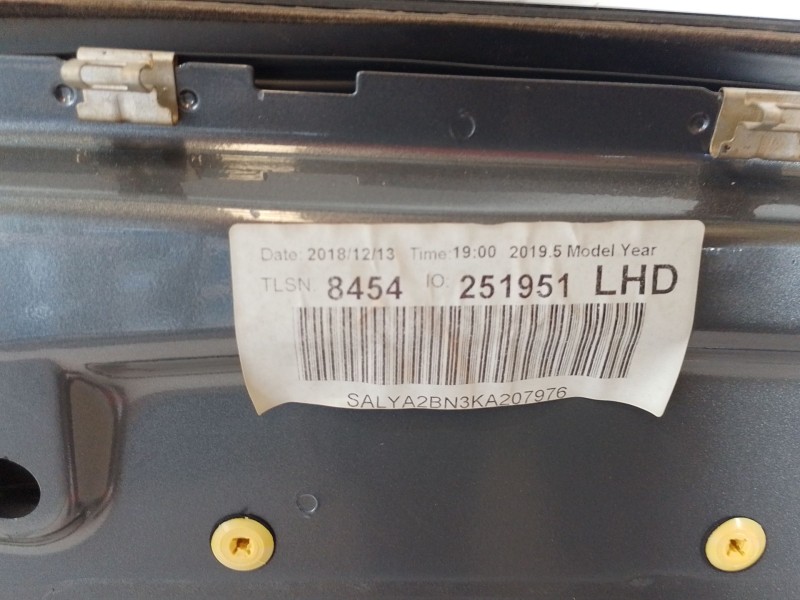 Date: 2018/12/13 Time: 19:00 2019.5 Model Year
TLSN: 8454 IO: 251951 LHD
SALYA2BN3KA207976